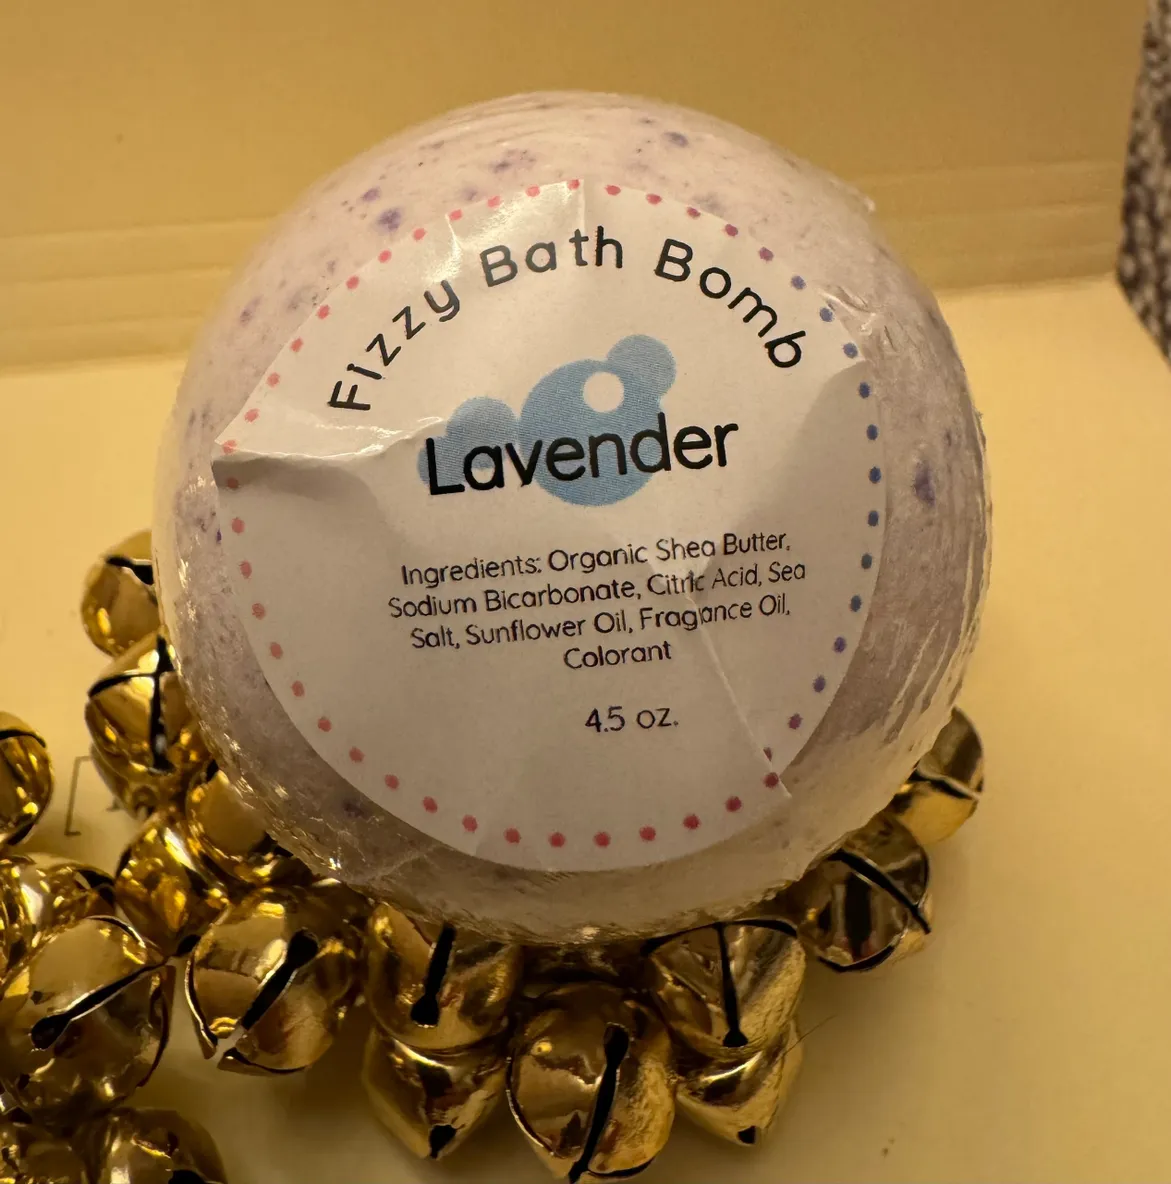 Fizzy Bath Bomb
Lavender
Ingredients: Organic Shea Butter,
Sodium Bicarbonate, Citric Acid, Sea
Salt, Sunflower Oil, Fragrance Oil,
Colorant
4.5 oz.